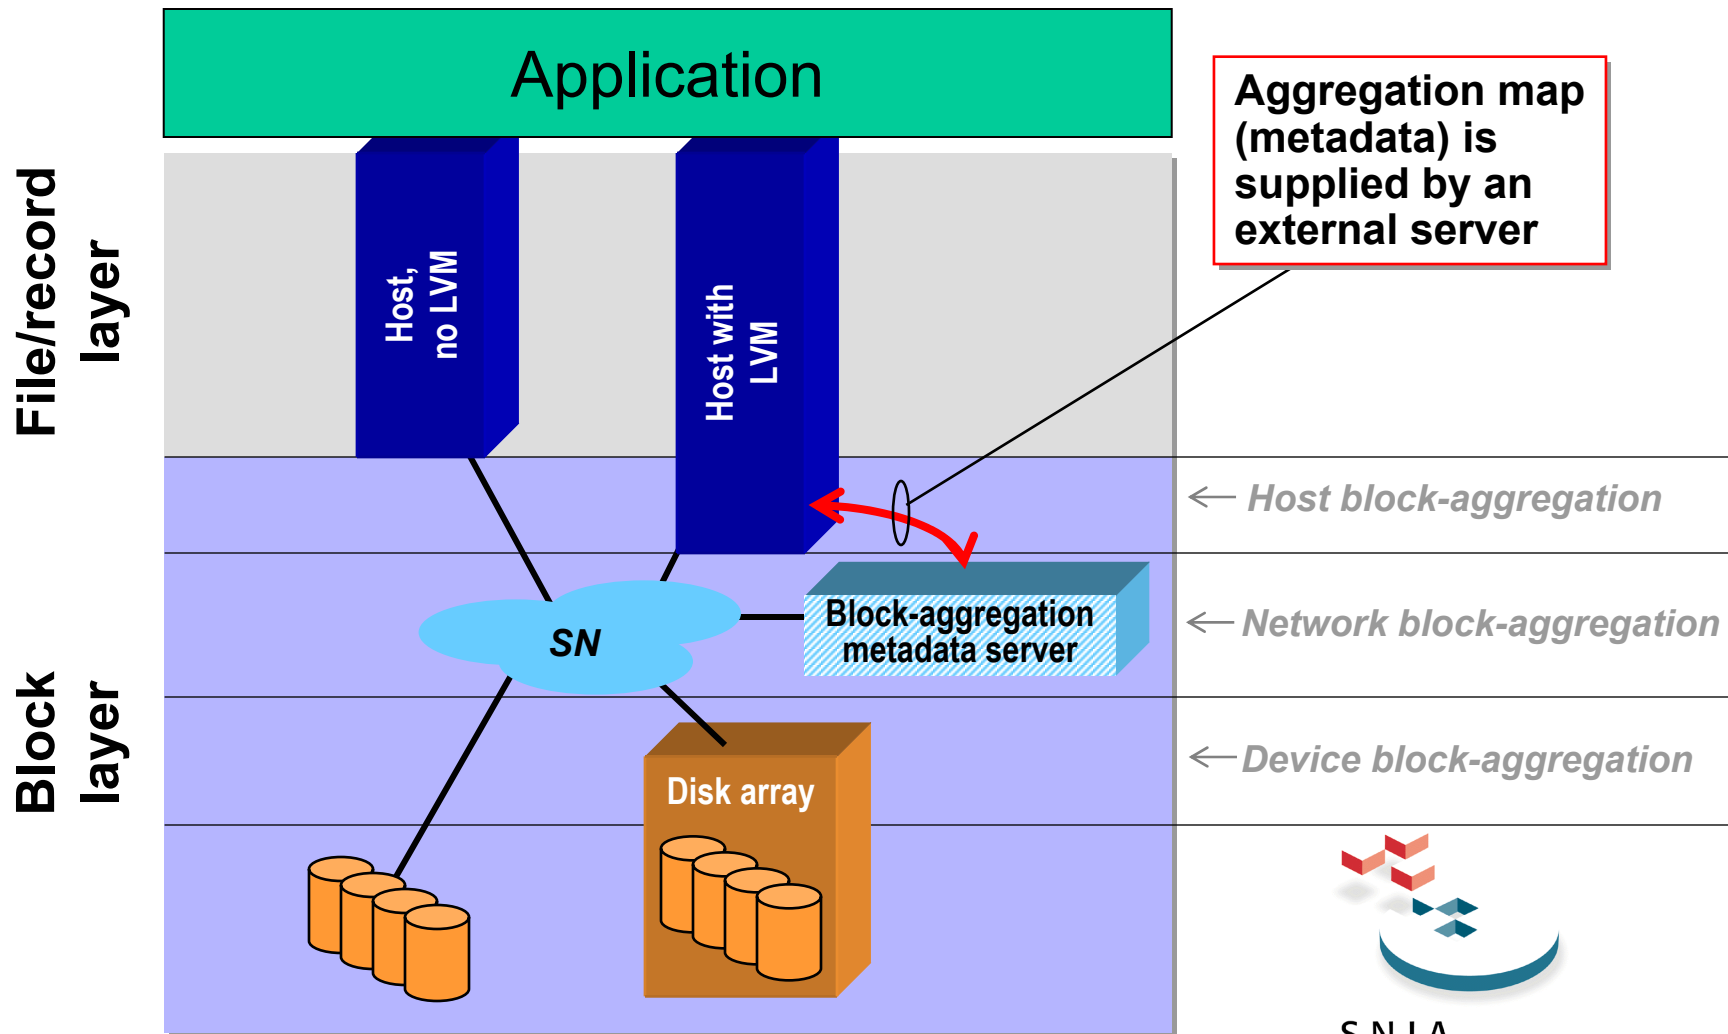 Application
Aggregation map
(metadata) is
supplied by an
external server
File/record
layer
Host,
no LVM
Host with
LVM
Host block-aggregation
Block-aggregation
metadata server
SN
Network block-aggregation
Block
layer
Device block-aggregation
Disk array
SNIA